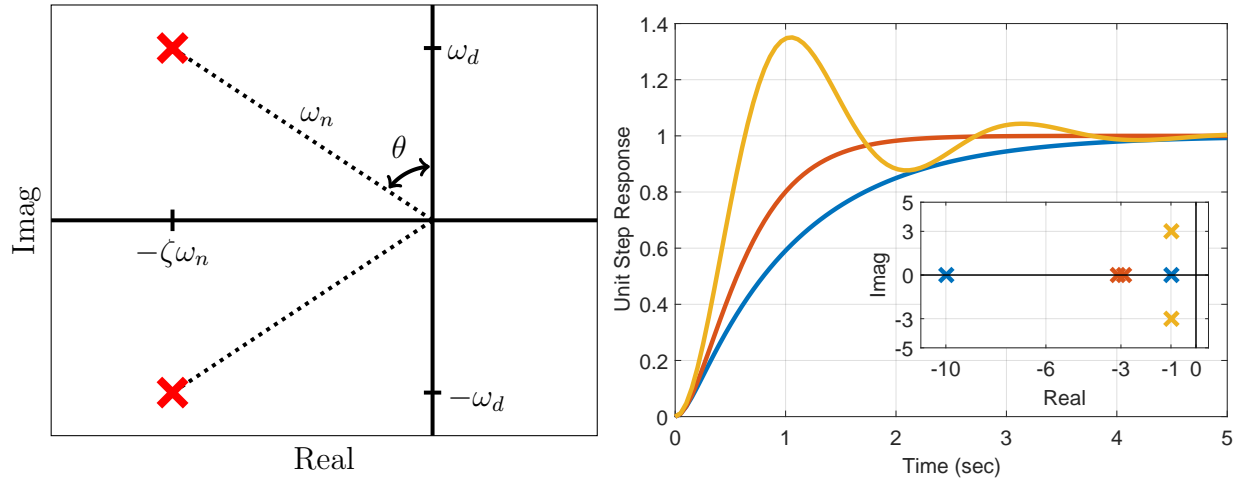 ω_d
ω_n
θ
−ζω_n
−ω_d
Imag
Real
1.4
1.2
1
0.8
0.6
0.4
0.2
0
Unit Step Response
0 1 2 3 4 5
Time (sec)
5
3
0
-3
-5
Imag
-10 -6 -3 -1 0
Real